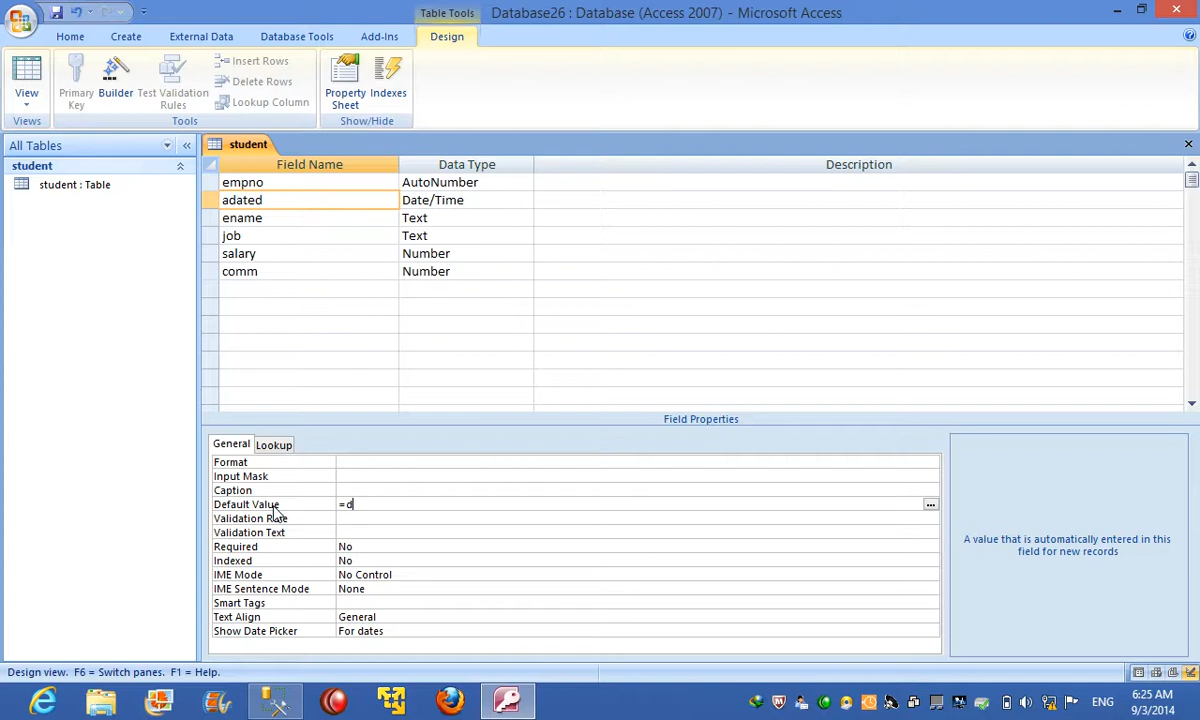 Table Tools
Database26 : Database (Access 2007) - Microsoft Access
Home
Create
External Data
Database Tools
Add-Ins
Design
View
Primary Key
Builder
Test Validation Rules
Insert Rows
Delete Rows
Lookup Column
Property Sheet
Indexes
Views
Tools
Show/Hide
All Tables
student
student : Table
student
Field Name Data Type Description
empno AutoNumber
adated Date/Time
ename Text
job Text
salary Number
comm Number
Field Properties
General Lookup
Format
Input Mask
Caption
Default Value =d
Validation Rule
Validation Text
Required No
Indexed No
IME Mode No Control
IME Sentence Mode None
Smart Tags
Text Align General
Show Date Picker For dates
A value that is automatically entered in this
field for new records
Design view. F6 = Switch panes. F1 = Help.
ENG
6:25 AM
9/3/2014